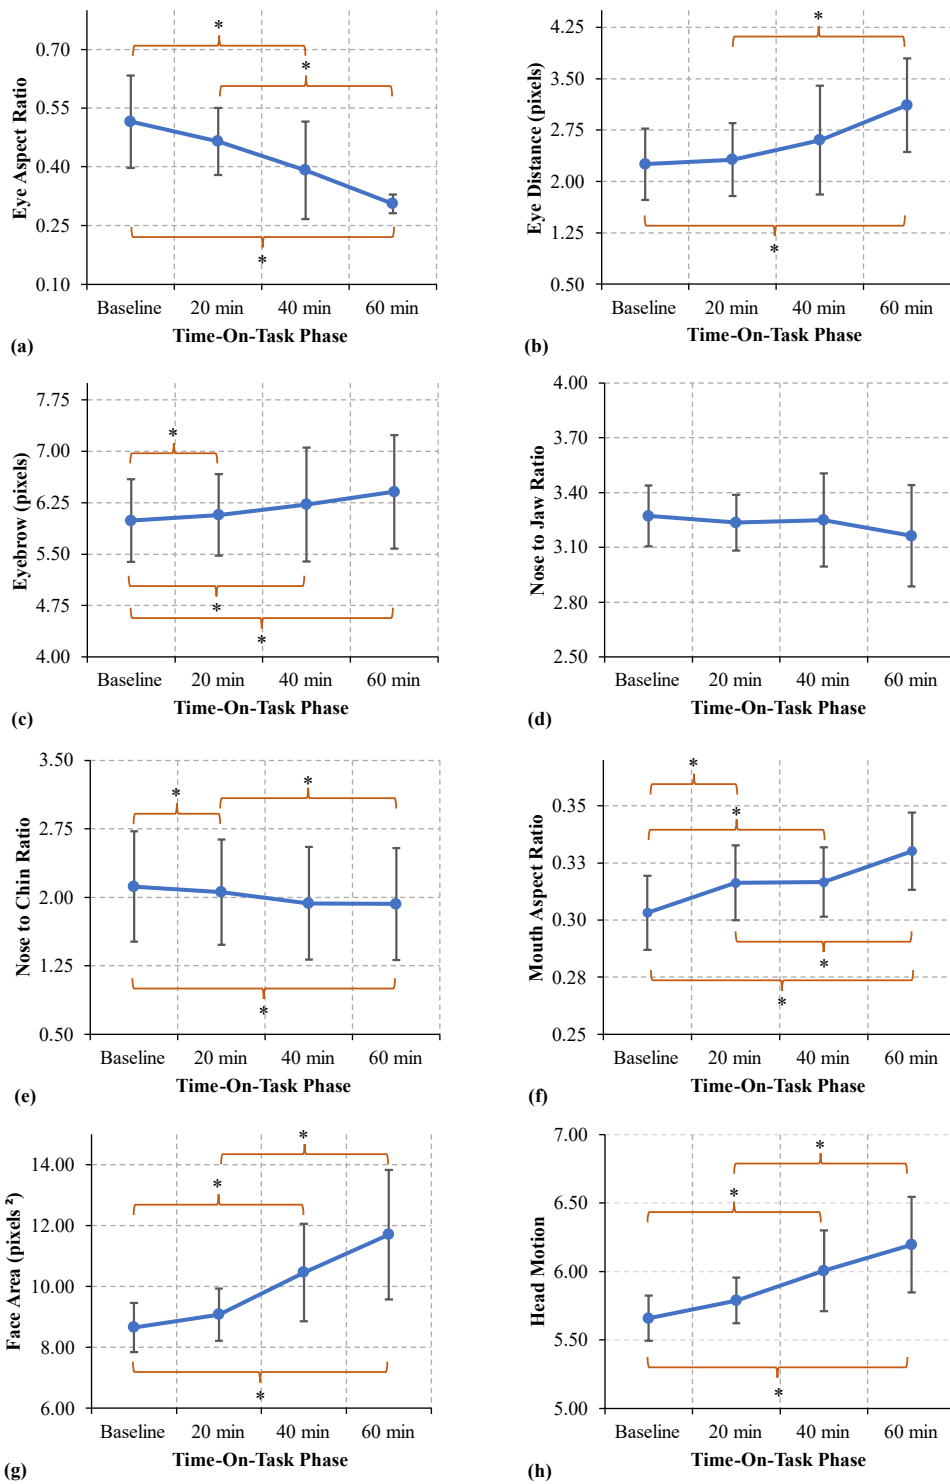 *
0.70
*
0.55
0.40
0.25
*
0.10
Eye Aspect Ratio
Baseline 20 min 40 min 60 min
Time-On-Task Phase
(a)
*
4.25
3.50
2.75
2.00
1.25
*
0.50
Eye Distance (pixels)
Baseline 20 min 40 min 60 min
Time-On-Task Phase
(b)
7.75
*
7.00
6.25
5.50
4.75
*
*
4.00
Eyebrow (pixels)
Baseline 20 min 40 min 60 min
Time-On-Task Phase
(c)
4.00
3.70
3.40
3.10
2.80
2.50
Nose to Jaw Ratio
Baseline 20 min 40 min 60 min
Time-On-Task Phase
(d)
3.50
*
*
2.75
2.00
1.25
*
0.50
Nose to Chin Ratio
Baseline 20 min 40 min 60 min
Time-On-Task Phase
(e)
*
0.35
*
0.33
0.30
*
0.28
*
0.25
Mouth Aspect Ratio
Baseline 20 min 40 min 60 min
Time-On-Task Phase
(f)
*
14.00
*
12.00
10.00
8.00
*
6.00
Face Area (pixels ²)
Baseline 20 min 40 min 60 min
Time-On-Task Phase
(g)
7.00
*
6.50
*
6.00
5.50
*
5.00
Head Motion
Baseline 20 min 40 min 60 min
Time-On-Task Phase
(h)